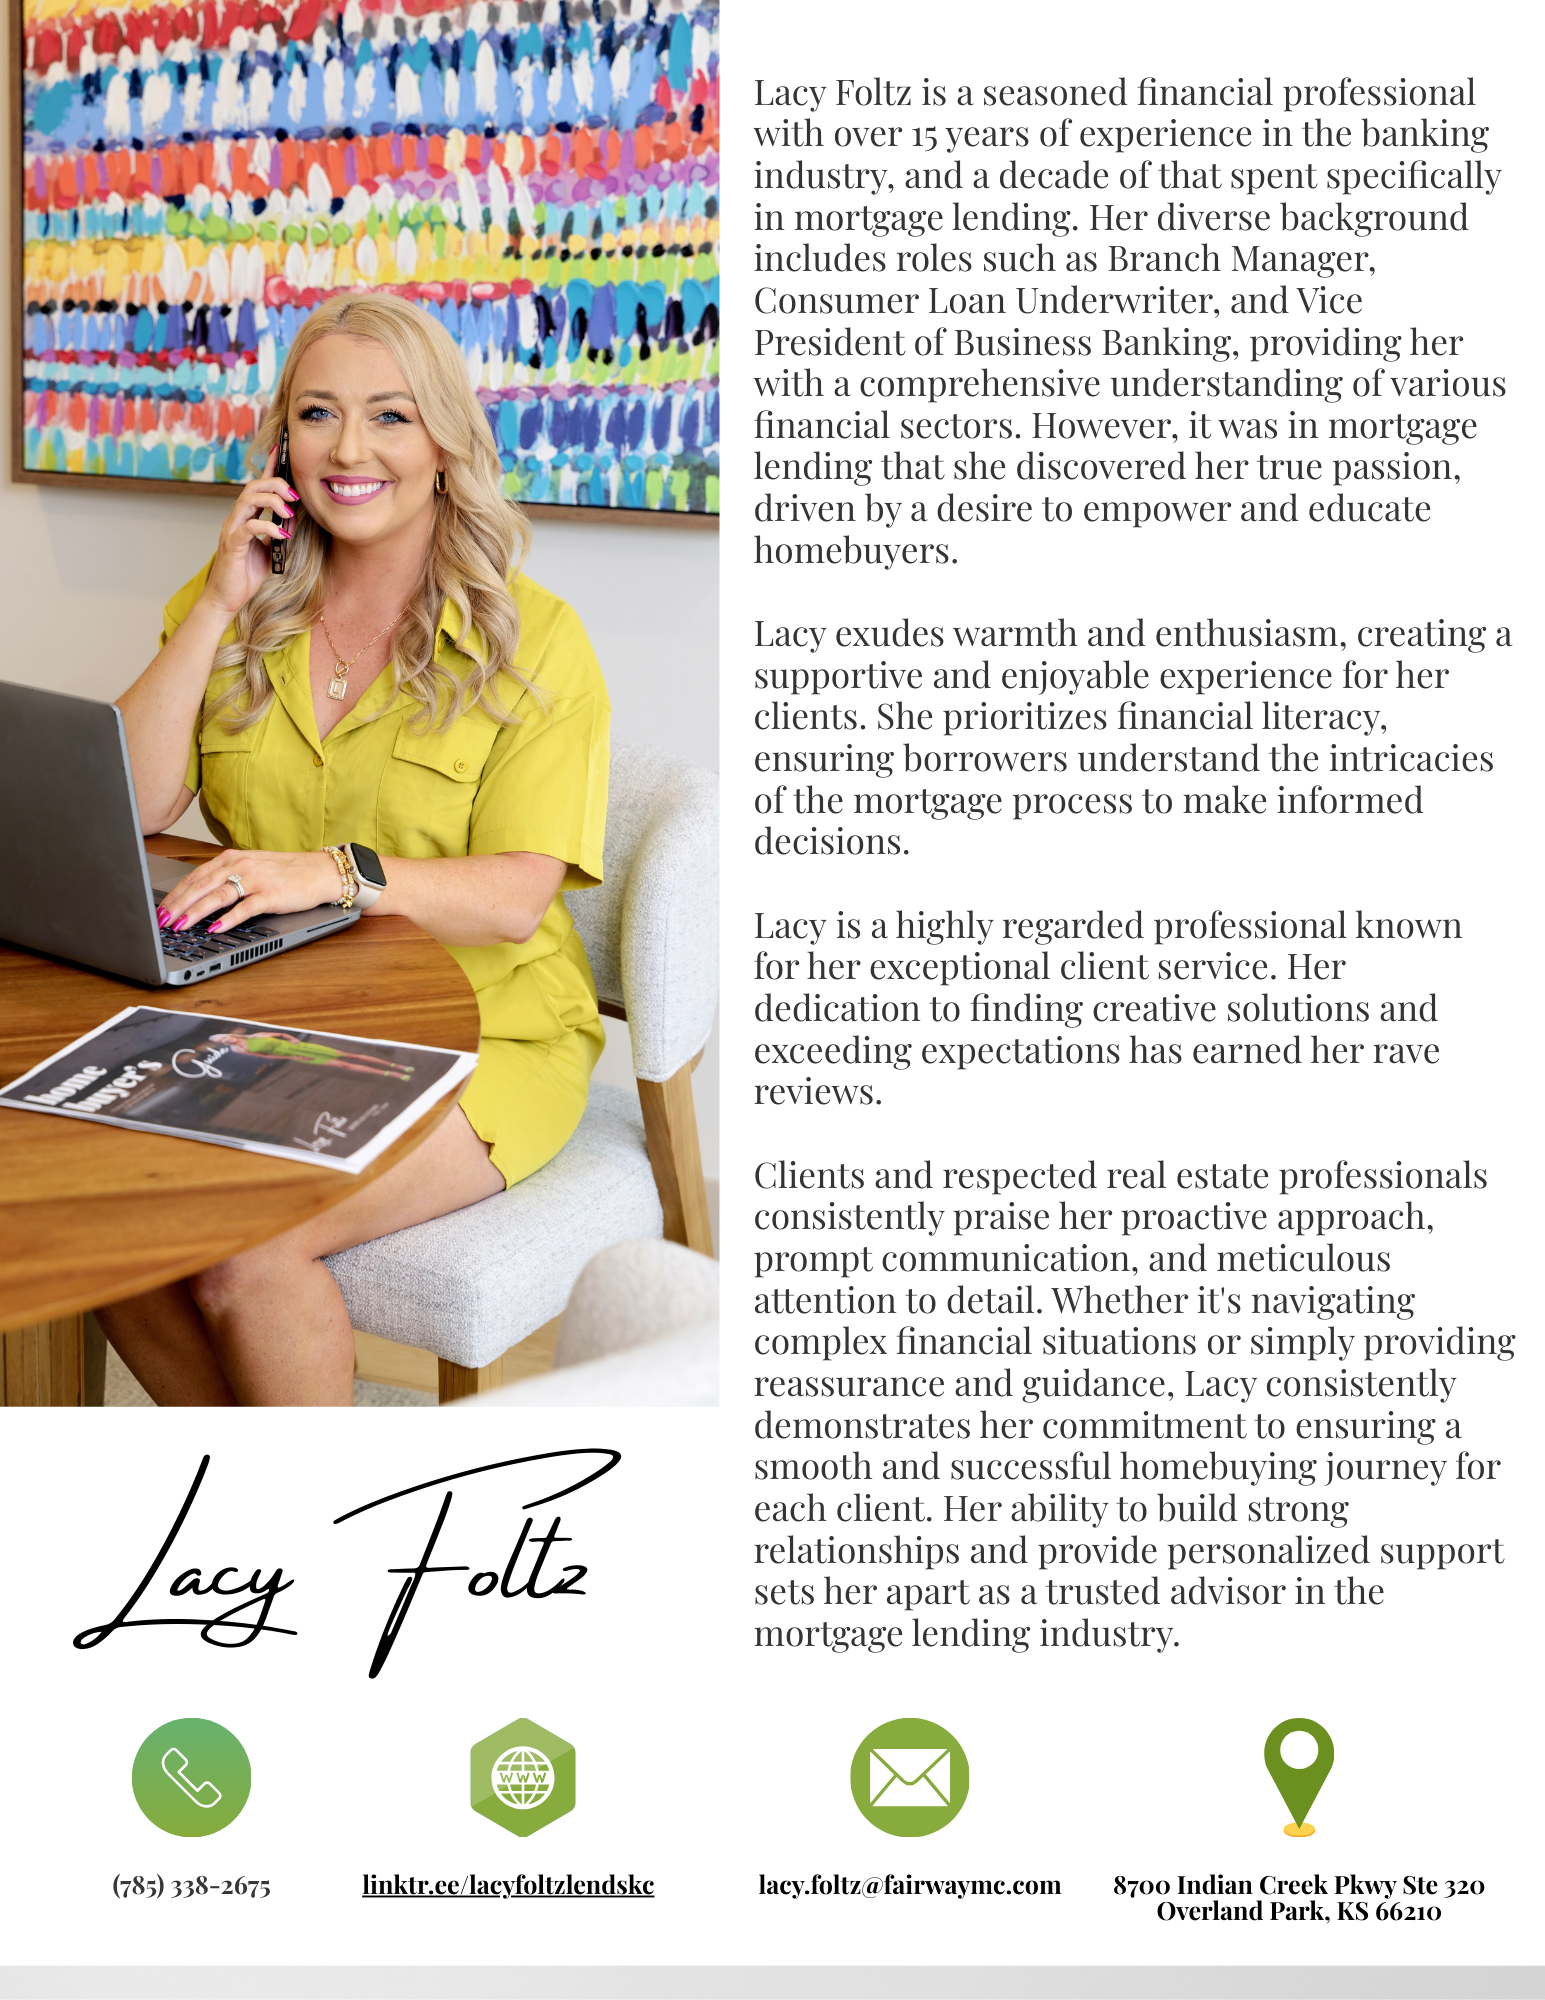 Lacy Foltz is a seasoned financial professional
with over 15 years of experience in the banking
industry, and a decade of that spent specifically
in mortgage lending. Her diverse background
includes roles such as Branch Manager,
Consumer Loan Underwriter, and Vice
President of Business Banking, providing her
with a comprehensive understanding of various
financial sectors. However, it was in mortgage
lending that she discovered her true passion,
driven by a desire to empower and educate
homebuyers.
Lacy exudes warmth and enthusiasm, creating a
supportive and enjoyable experience for her
clients. She prioritizes financial literacy,
ensuring borrowers understand the intricacies
of the mortgage process to make informed
decisions.
Lacy is a highly regarded professional known
for her exceptional client service. Her
dedication to finding creative solutions and
exceeding expectations has earned her rave
reviews.
Clients and respected real estate professionals
consistently praise her proactive approach,
prompt communication, and meticulous
attention to detail. Whether it's navigating
complex financial situations or simply providing
reassurance and guidance, Lacy consistently
demonstrates her commitment to ensuring a
smooth and successful homebuying journey for
each client. Her ability to build strong
relationships and provide personalized support
sets her apart as a trusted advisor in the
mortgage lending industry.
home
buyer's
Guide
Lacy Foltz
Lacy Foltz
WWW
(785) 338-2675
linktr.ee/lacyfoltzlendskc
lacy.foltz@fairwaymc.com
8700 Indian Creek Pkwy Ste 320
Overland Park, KS 66210